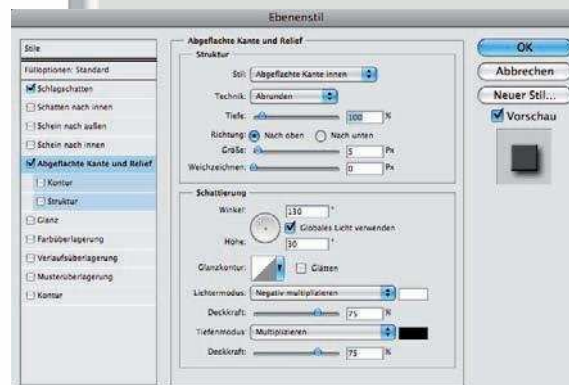 Ebenenstil
Stile
Fülloptionen: Standard
Schlagschatten
Schatten nach innen
Schein nach außen
Schein nach innen
Abgeflachte Kante und Relief
Kontur
Struktur
Glanz
Farbüberlagerung
Verlaufsüberlagerung
Musterüberlagerung
Kontur
Abgeflachte Kante und Relief
Struktur
Stil: Abgeflachte Kante innen
Technik: Abrunden
Tiefe: 100 %
Richtung: Nach oben Nach unten
Größe: 5 Px
Weichzeichnen: 0 Px
Schattierung
Winkel: 130 °
Globales Licht verwenden
Höhe: 30 °
Glanzkontur: Glätten
Lichtermodus: Negativ multiplizieren
Deckkraft: 75 %
Tiefenmodus: Multiplizieren
Deckkraft: 75 %
OK
Abbrechen
Neuer Stil...
Vorschau